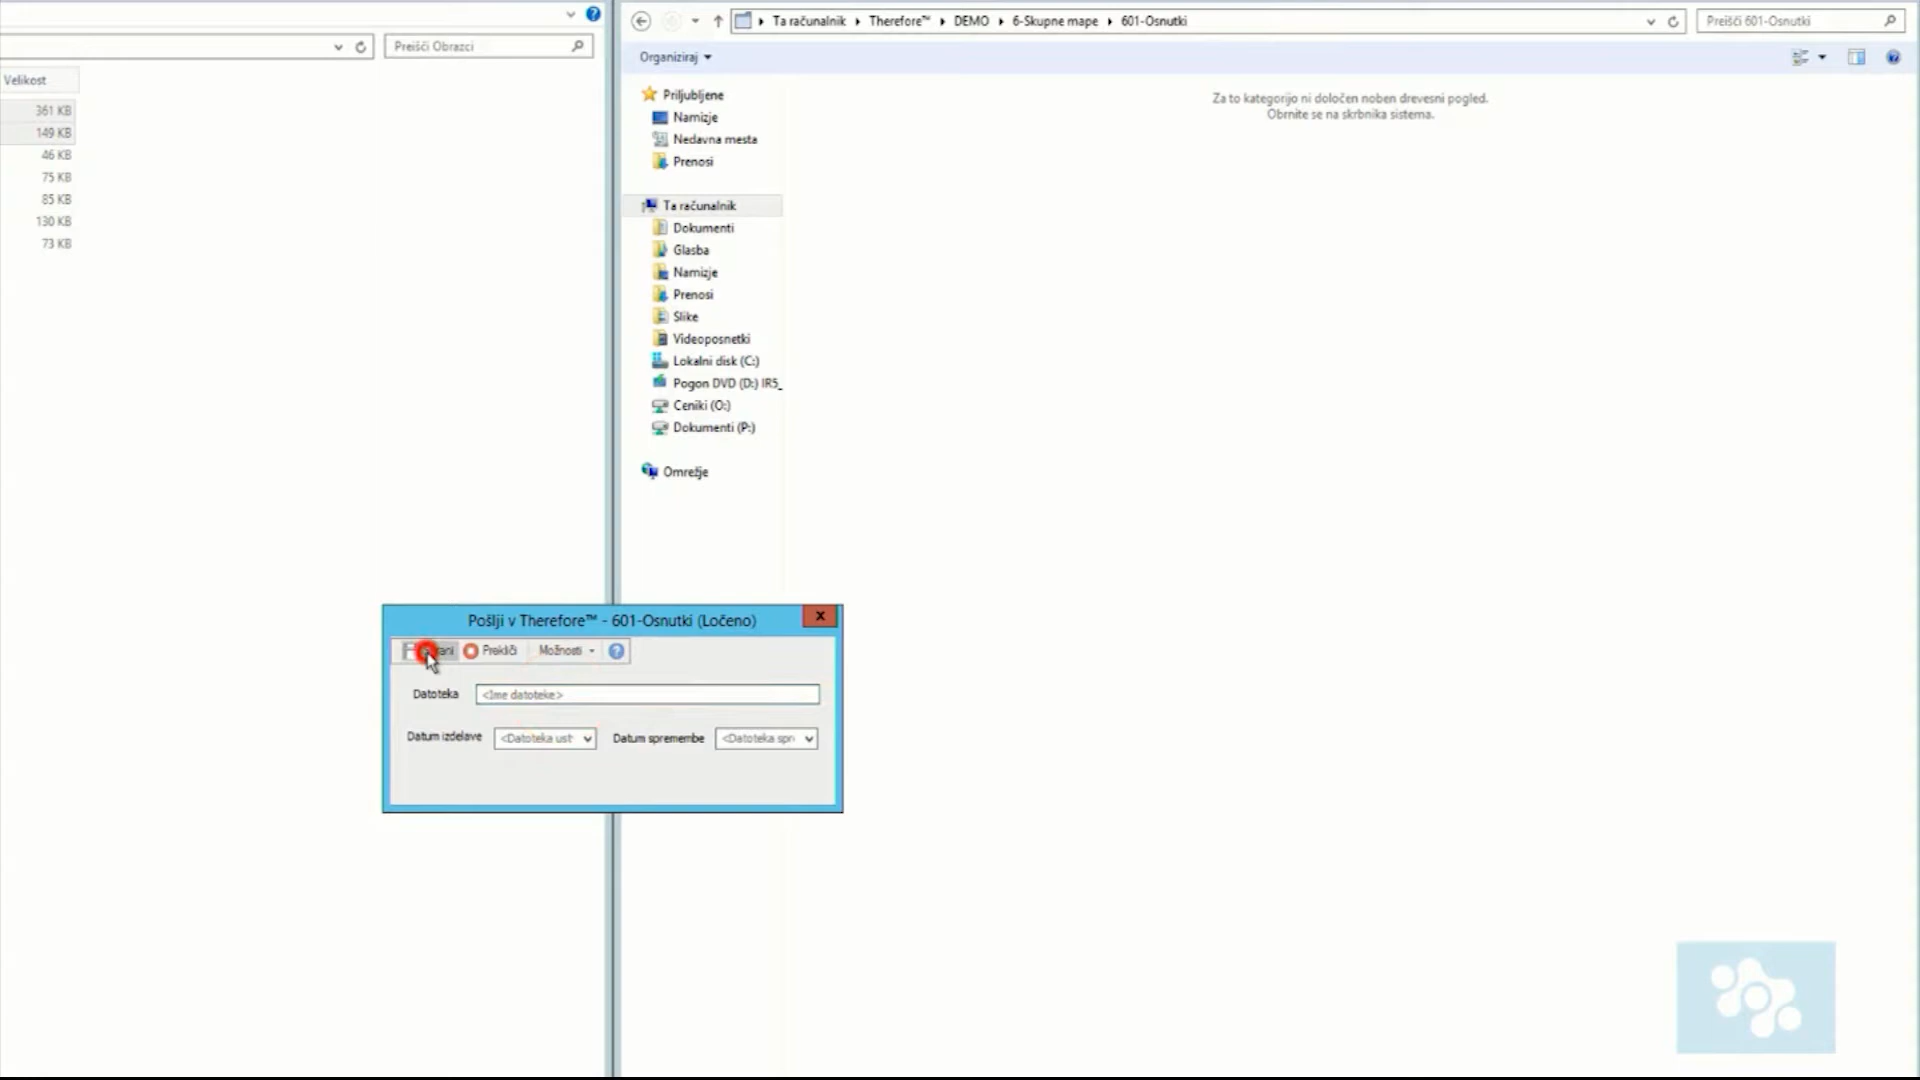 Preišči Obrazci
Velikost
361 KB
149 KB
46 KB
75 KB
85 KB
130 KB
73 KB
Ta računalnik Therefore™ DEMO 6-Skupne mape 601-Osnutki
Preišči 601-Osnutki
Organiziraj
Priljubljene
Namizje
Nedavna mesta
Prenosi
Ta računalnik
Dokumenti
Glasba
Namizje
Prenosi
Slike
Videoposnetki
Lokalni disk (C:)
Pogon DVD (D:) IR5_
Ceniki (O:)
Dokumenti (P:)
Omrežje
Za to kategorijo ni določen noben drevesni pogled.
Obrnite se na skrbnika sistema.
Pošlji v Therefore™ - 601-Osnutki (Ločeno)
Prekliči Možnosti
Datoteka <Ime datoteke>
Datum izdelave <Datoteka ust Datum spremembe <Datoteka spr